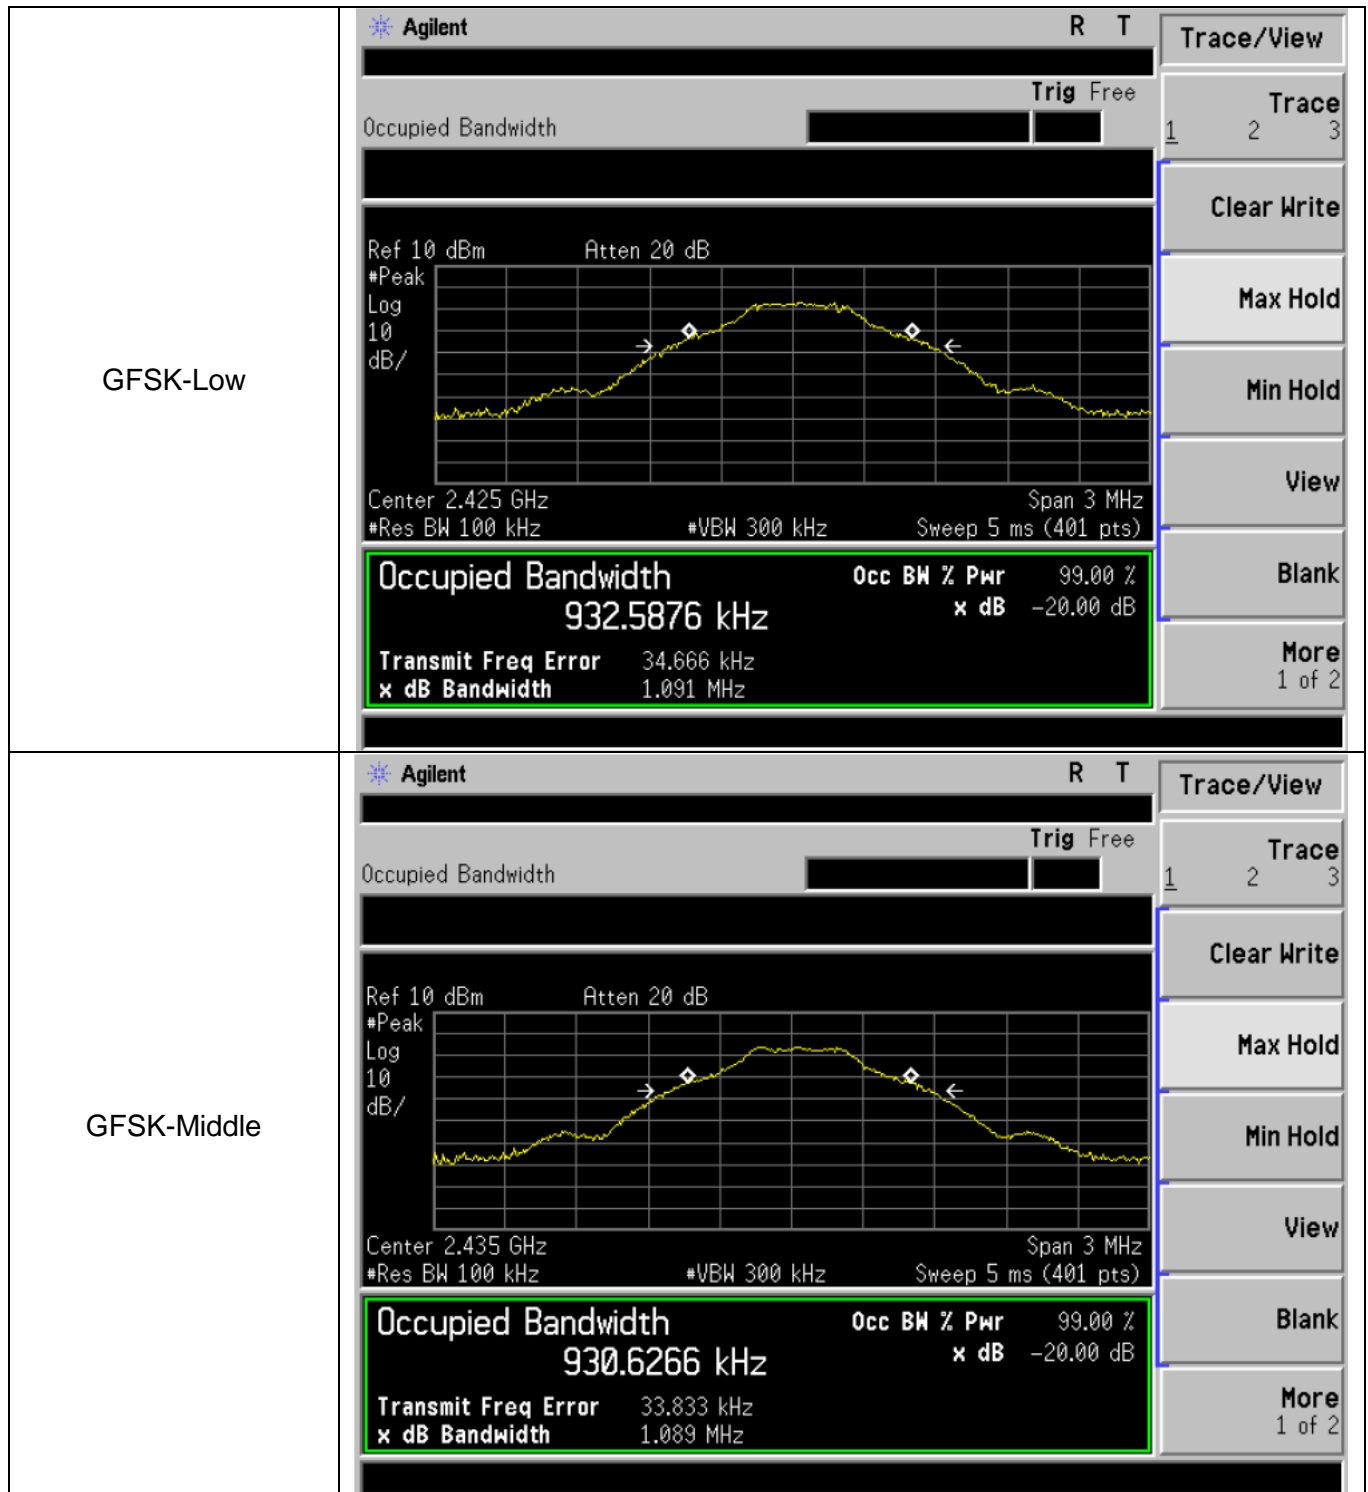 GFSK-Low
Agilent R T
Trace/View
Trig Free
Occupied Bandwidth
Trace
1 2 3
Clear Write
Ref 10 dBm Atten 20 dB
#Peak
Log
10
dB/
Max Hold
Min Hold
View
Center 2.425 GHz Span 3 MHz
#Res BW 100 kHz #VBW 300 kHz Sweep 5 ms (401 pts)
Occupied Bandwidth Occ BW % Pwr 99.00 %
932.5876 kHz x dB -20.00 dB
Blank
Transmit Freq Error 34.666 kHz
x dB Bandwidth 1.091 MHz
More
1 of 2
GFSK-Middle
Agilent R T
Trace/View
Trig Free
Occupied Bandwidth
Trace
1 2 3
Clear Write
Ref 10 dBm Atten 20 dB
#Peak
Log
10
dB/
Max Hold
Min Hold
View
Center 2.435 GHz Span 3 MHz
#Res BW 100 kHz #VBW 300 kHz Sweep 5 ms (401 pts)
Occupied Bandwidth Occ BW % Pwr 99.00 %
930.6266 kHz x dB -20.00 dB
Blank
Transmit Freq Error 33.833 kHz
x dB Bandwidth 1.089 MHz
More
1 of 2